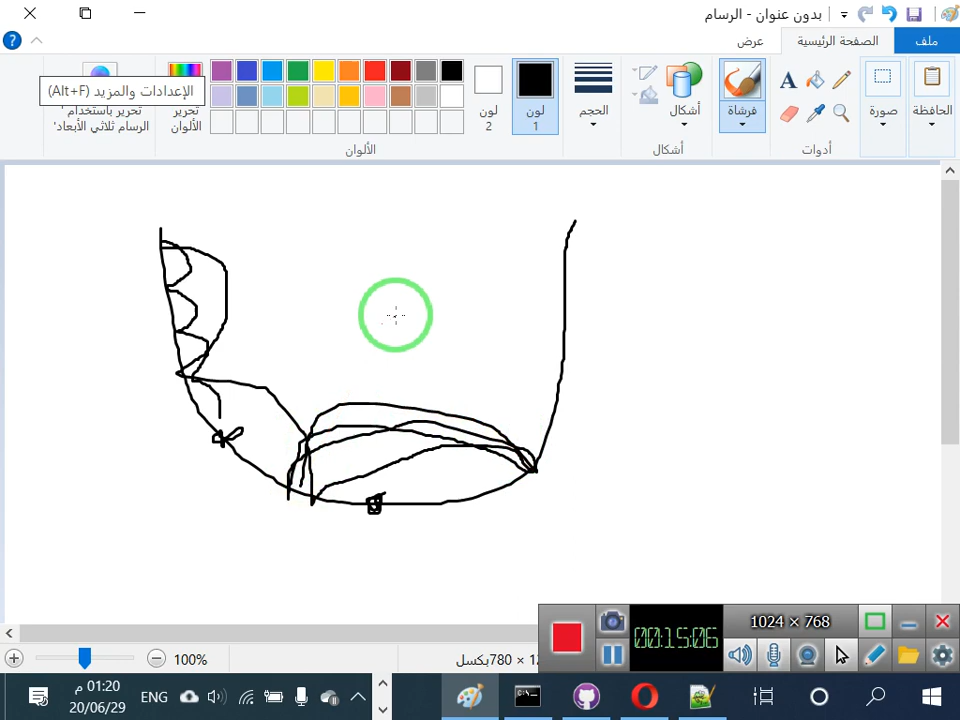 بدون عنوان - الرسام
ملف
الصفحة الرئيسية
عرض
الحافظة
صورة
أدوات
فرشاة
أشكال
أشكال
الحجم
لون
1
لون
2
الألوان
تحرير
الألوان
تحرير باستخدام
الرسام ثلاثي الأبعاد'
الإعدادات والمزيد (Alt+F)
100%
780بكسل ×
1024 × 768
00:15:06
01:20 م
20/06/29
ENG